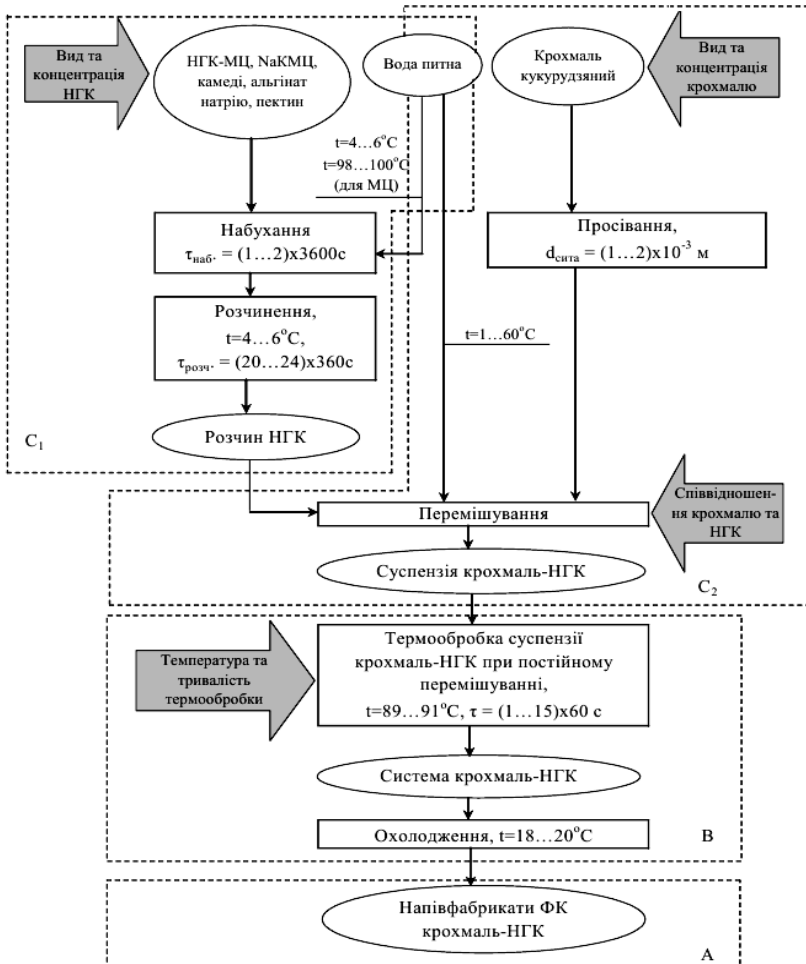 Вид та
концентрація
НГК
НГК-МЦ, NaКМЦ,
камеді, альгінат
натрію, пектин
Вода питна
Крохмаль
кукурудзяний
Вид та
концентрація
крохмалю
t=4...6°C
t=98...100°C
(для МЦ)
Набухання
τнаб. = (1...2)x3600с
Просівання,
dсита = (1...2)x10⁻³ м
Розчинення,
t=4...6°C,
τрозч. = (20...24)x360с
t=1...60°C
Розчин НГК
C₁
Перемішування
Співвідношен-
ня крохмалю та
НГК
Суспензія крохмаль-НГК
C₂
Температура та
тривалість
термообробки
Термообробка суспензії
крохмаль-НГК при постійному
перемішуванні,
t=89...91°C, τ = (1...15)x60 с
Система крохмаль-НГК
Охолодження, t=18...20°C
B
Напівфабрикати ФК
крохмаль-НГК
A